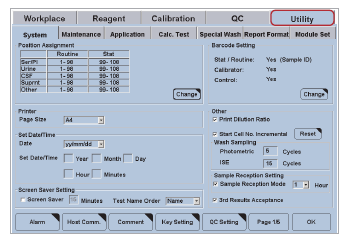 Workplace Reagent Calibration QC Utility
System Maintenance Application Calc. Test Special Wash Report Format Module Set
Position Assignment
Routine Stat
Ser/Pl 1-98 99-108
Urine 1-98 99-108
CSF 1-98 99-108
Suprnt 1-98 99-108
Other 1-98 99-108
Change
Barcode Setting
Stat / Routine: Yes (Sample ID)
Calibrator: Yes
Control: Yes
Change
Printer
Page Size A4
Set Date/Time
Date yy/mm/dd
Set Date/Time Year Month Day
Hour Minutes
Screen Saver Setting
Screen Saver Minutes Test Name Order Name
Other
Print Dilution Ratio
Start Cell No. Incremental Reset
Wash Sampling
Photometric 5 Cycles
ISE 15 Cycles
Sample Reception Setting
Sample Reception Mode 1 Hour
3rd Results Acceptance
Alarm Host Comm. Comment Key Setting QC Setting Page 1/6 OK